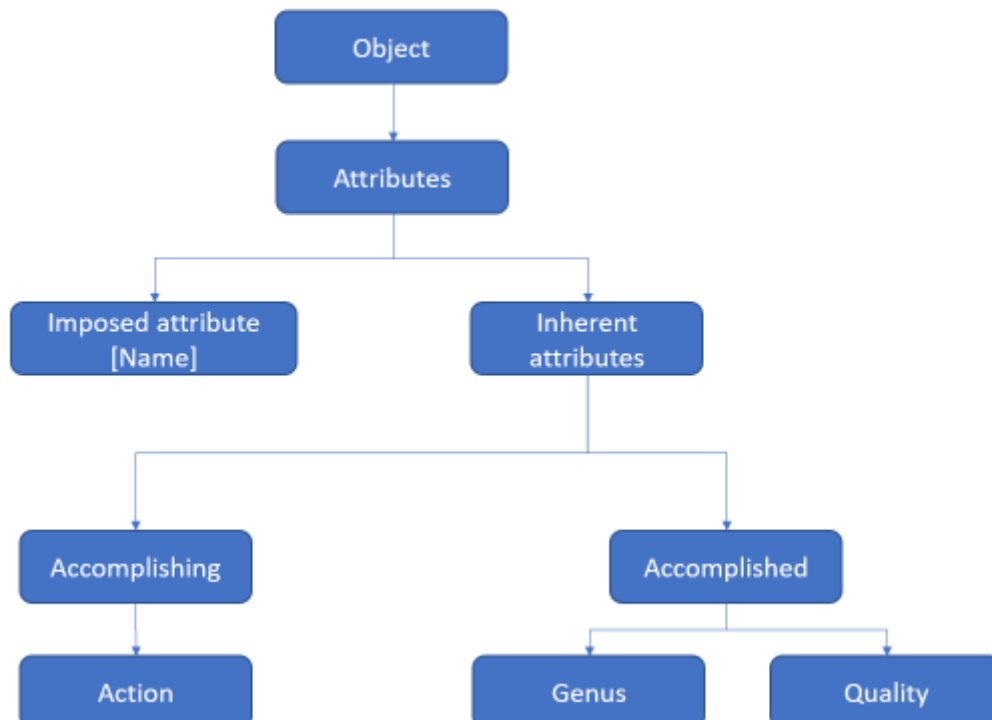 Object
Attributes
Imposed attribute
[Name]
Inherent
attributes
Accomplishing
Accomplished
Action
Genus
Quality